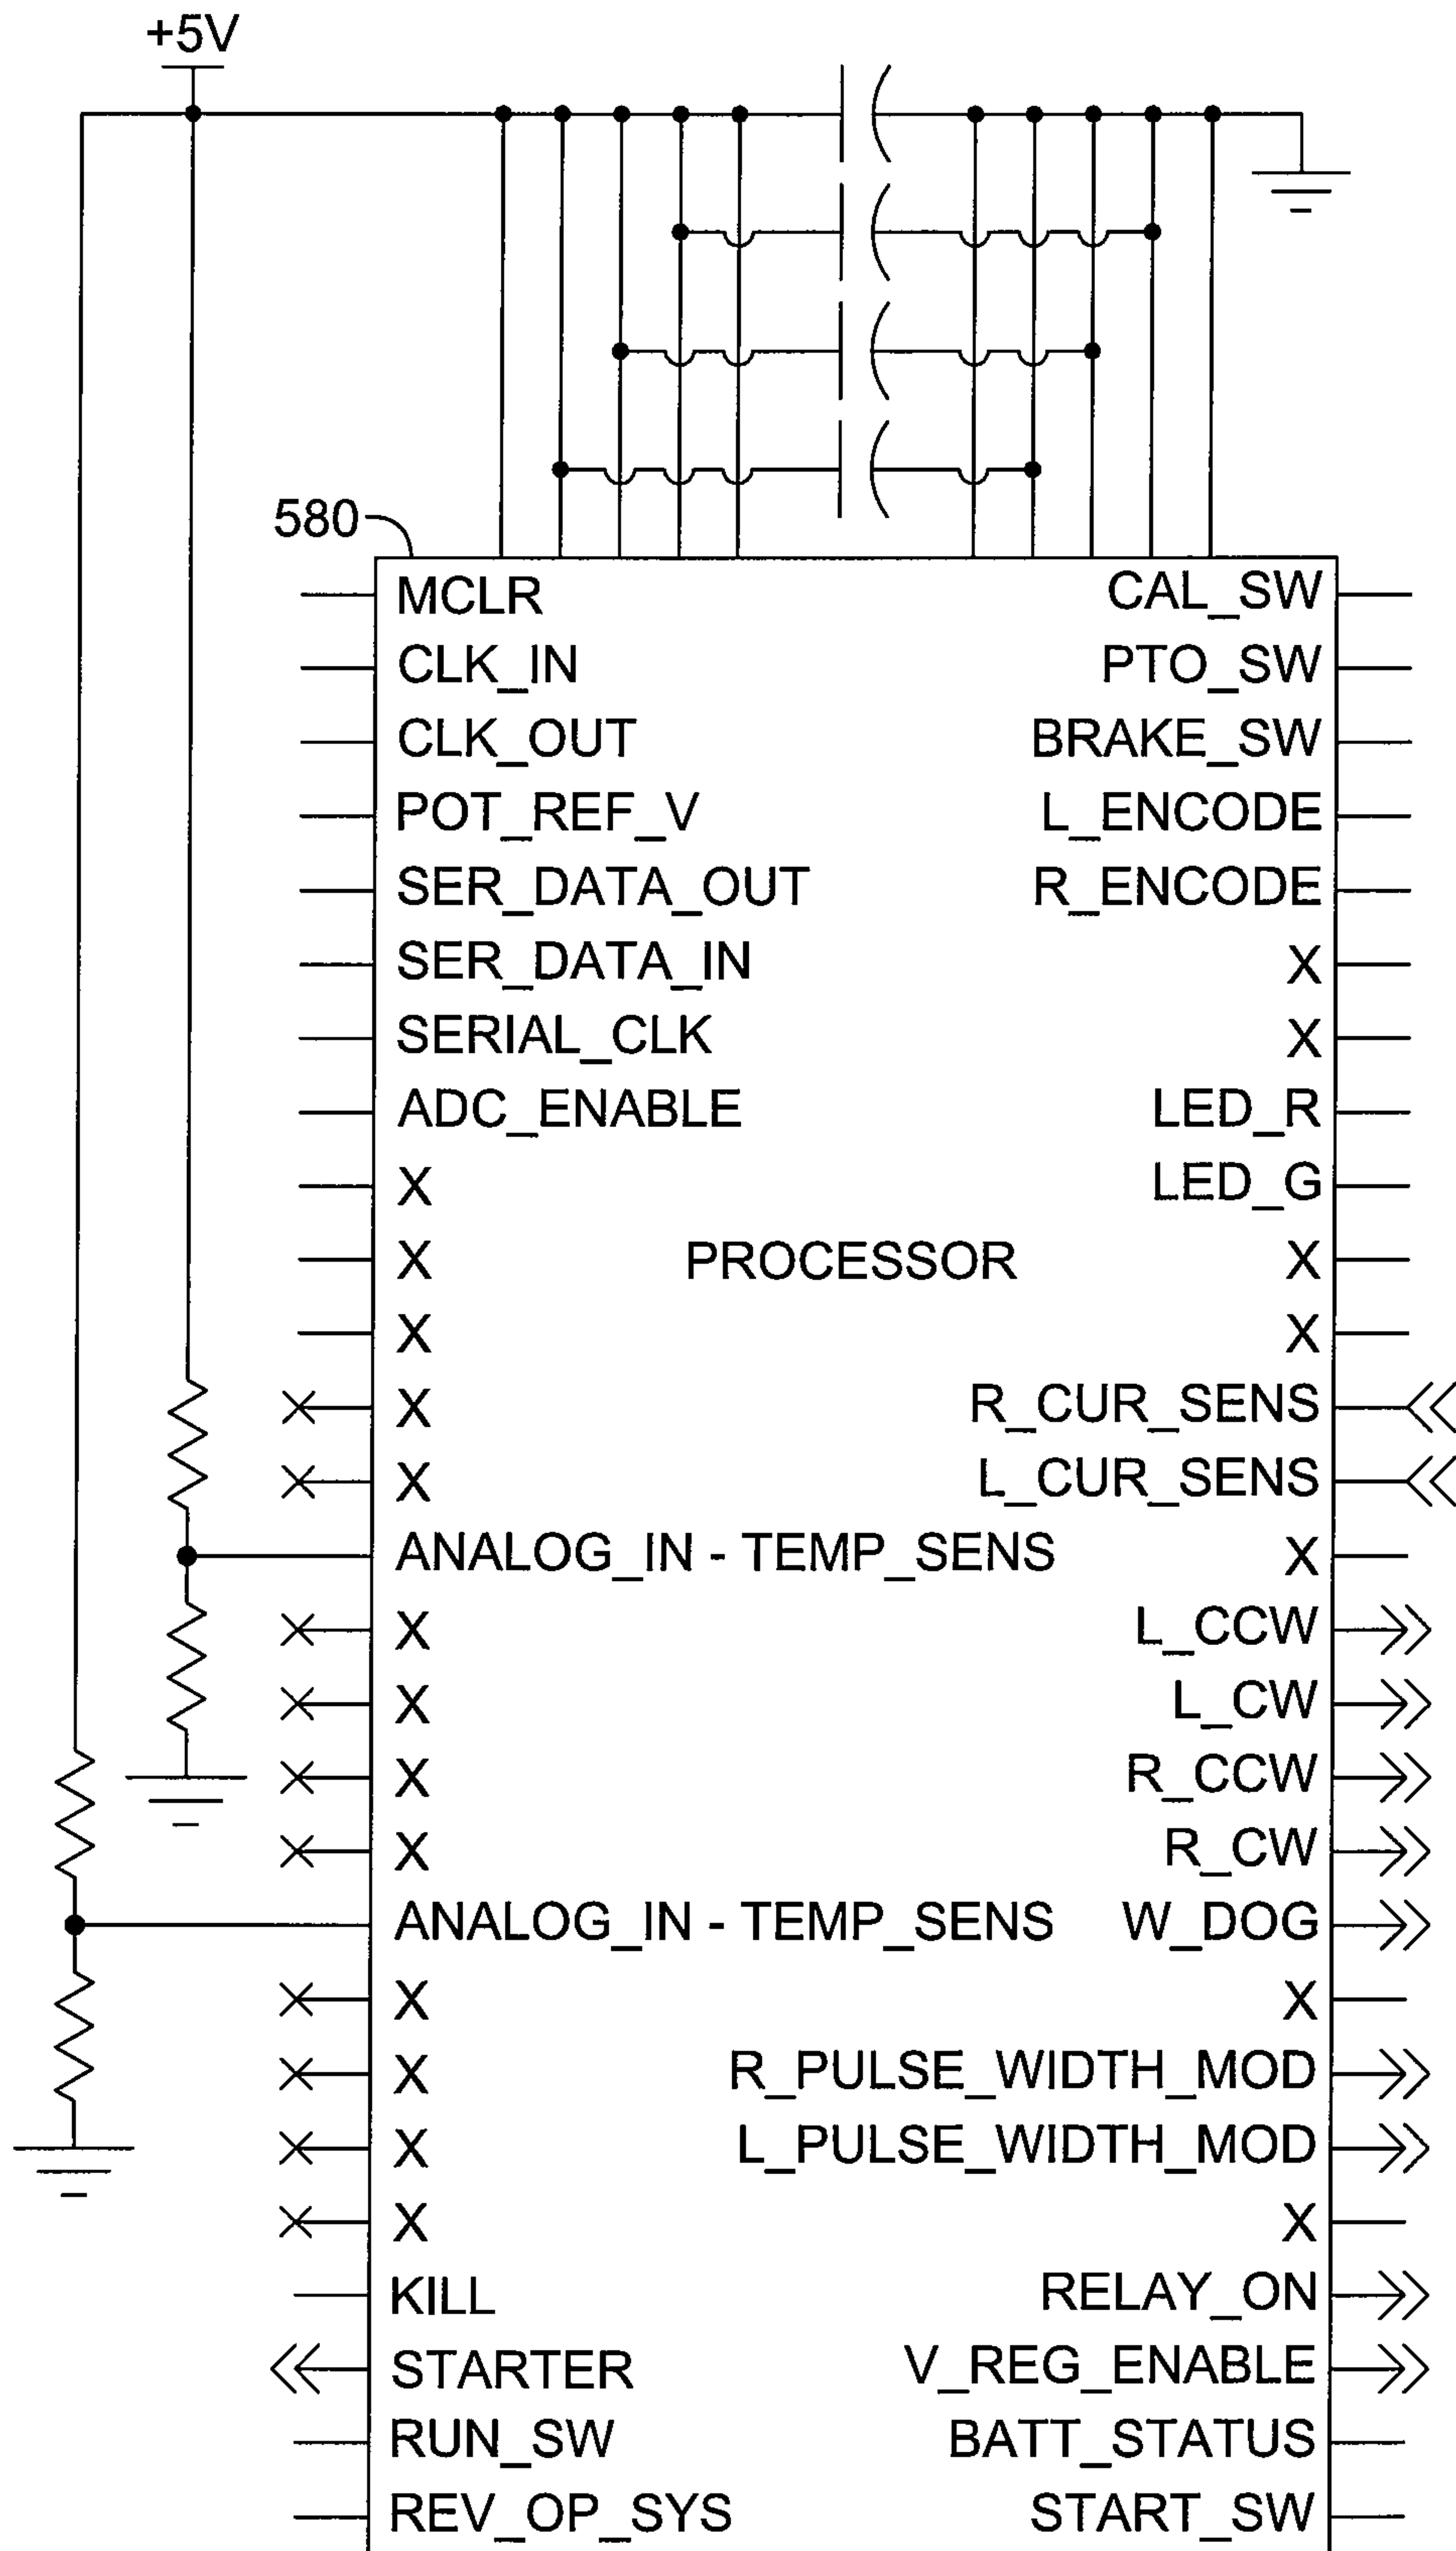 +5V
580
MCLR CAL_SW
CLK_IN PTO_SW
CLK_OUT BRAKE_SW
POT_REF_V L_ENCODE
SER_DATA_OUT R_ENCODE
SER_DATA_IN X
SERIAL_CLK X
ADC_ENABLE LED_R
X LED_G
X PROCESSOR X
X X
X R_CUR_SENS
X L_CUR_SENS
ANALOG_IN - TEMP_SENS X
X L_CCW
X L_CW
X R_CCW
X R_CW
ANALOG_IN - TEMP_SENS W_DOG
X X
X R_PULSE_WIDTH_MOD
X L_PULSE_WIDTH_MOD
X X
KILL RELAY_ON
STARTER V_REG_ENABLE
RUN_SW BATT_STATUS
REV_OP_SYS START_SW